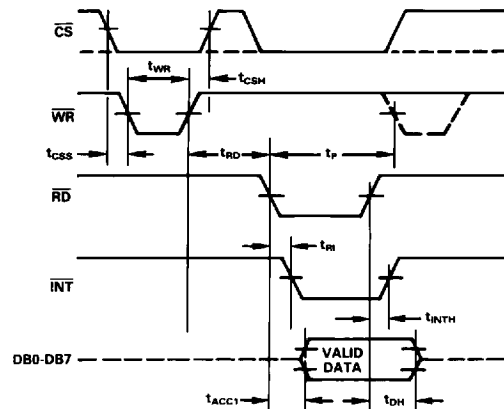 CS
tWR
tCSH
WR
tCSS
tRD
tP
RD
tRI
INT
tINTH
DB0-DB7
VALID
DATA
tACC1
tDH